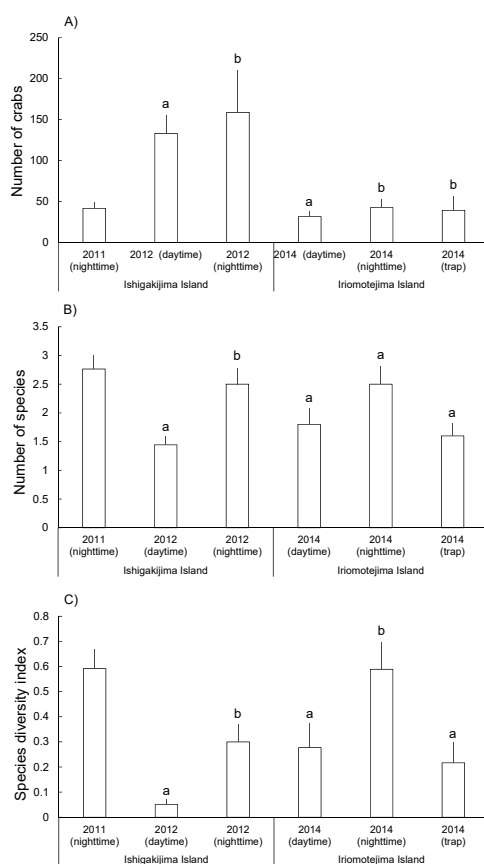 A)
Number of crabs
250
200
150
100
50
0
a
b
a
b
b
2011 2012 (daytime) 2012 2014 (daytime) 2014 2014
(nighttime) (nighttime) (nighttime) (trap)
Ishigakijima Island Iriomotejima Island
B)
Number of species
3.5
3
2.5
2
1.5
1
0.5
0
a
b
a
a
a
2011 2012 2012 2014 2014 2014
(nighttime) (daytime) (nighttime) (daytime) (nighttime) (trap)
Ishigakijima Island Iriomotejima Island
C)
Species diversity index
0.8
0.7
0.6
0.5
0.4
0.3
0.2
0.1
0
a
b
a
b
a
2011 2012 2012 2014 2014 2014
(nighttime) (daytime) (nighttime) (daytime) (nighttime) (trap)
Ishigakijima Island Iriomotejima Island